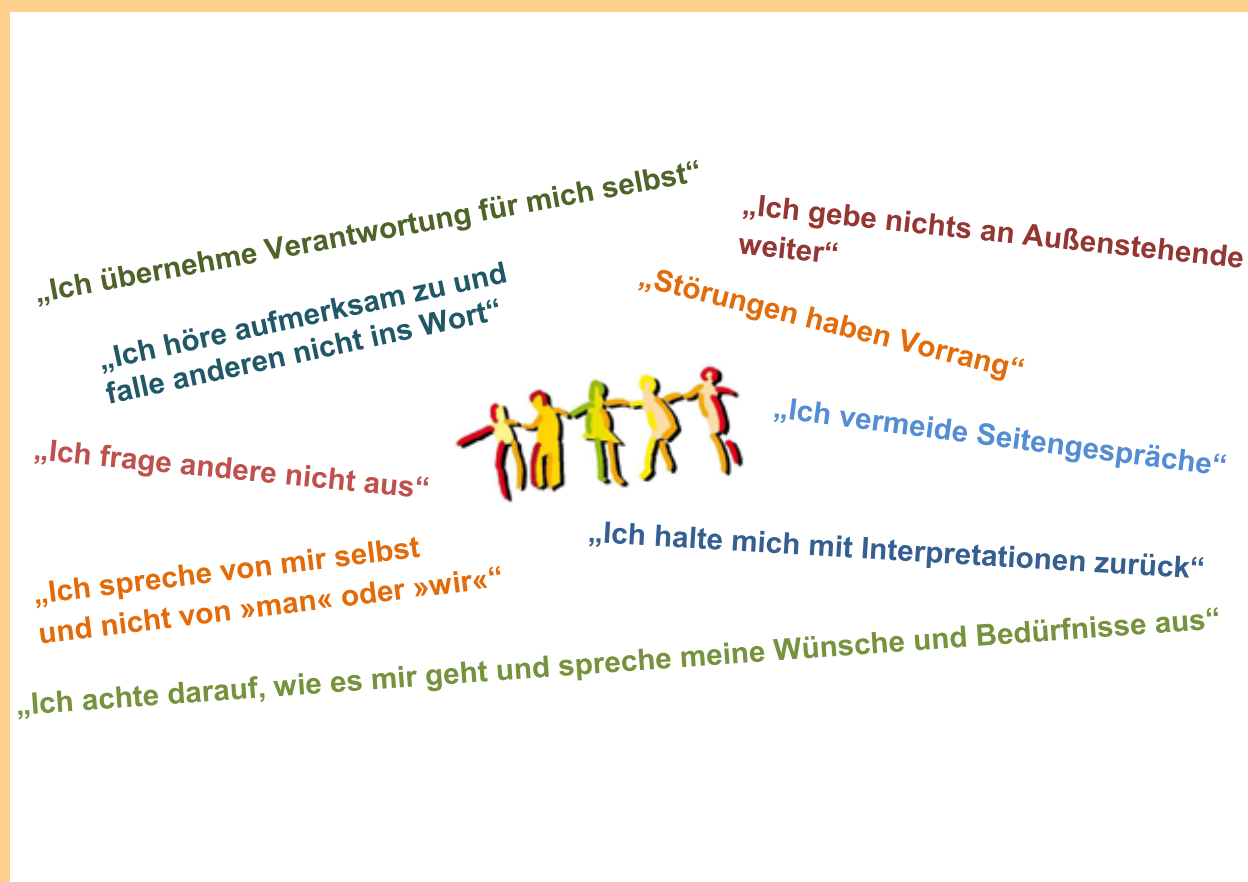 „Ich übernehme Verantwortung für mich selbst“
„Ich gebe nichts an Außenstehende
weiter“
„Ich höre aufmerksam zu und
falle anderen nicht ins Wort“
„Störungen haben Vorrang“
„Ich vermeide Seitengespräche“
„Ich frage andere nicht aus“
„Ich halte mich mit Interpretationen zurück“
„Ich spreche von mir selbst
und nicht von »man« oder »wir«“
„Ich achte darauf, wie es mir geht und spreche meine Wünsche und Bedürfnisse aus“